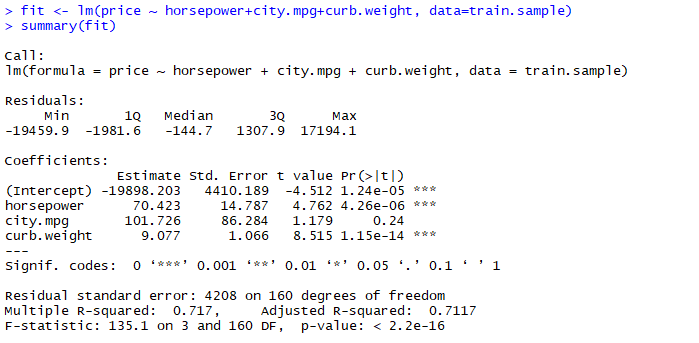 > fit <- lm(price ~ horsepower+city.mpg+curb.weight, data=train.sample)
> summary(fit)
Call:
lm(formula = price ~ horsepower + city.mpg + curb.weight, data = train.sample)
Residuals:
     Min       1Q   Median       3Q      Max
-19459.9  -1981.6   -144.7   1307.9  17194.1
Coefficients:
              Estimate Std. Error t value Pr(>|t|)
(Intercept) -19898.203   4410.189  -4.512 1.24e-05 ***
horsepower      70.423     14.787   4.762 4.26e-06 ***
city.mpg       101.726     86.284   1.179     0.24
curb.weight      9.077      1.066   8.515 1.15e-14 ***
---
Signif. codes:  0 ‘***’ 0.001 ‘**’ 0.01 ‘*’ 0.05 ‘.’ 0.1 ‘ ’ 1
Residual standard error: 4208 on 160 degrees of freedom
Multiple R-squared:  0.717,     Adjusted R-squared:  0.7117
F-statistic: 135.1 on 3 and 160 DF,  p-value: < 2.2e-16